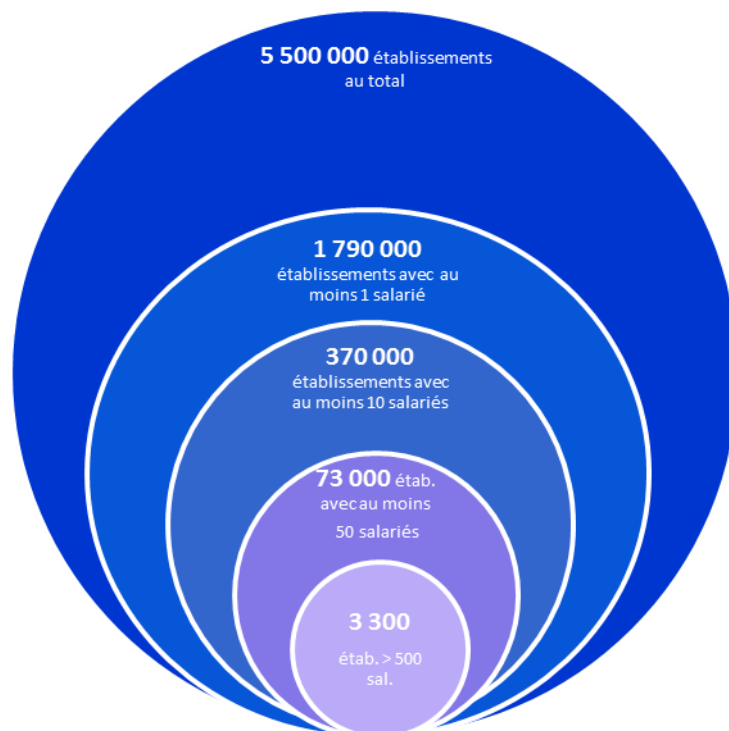 5 500 000 établissements
au total
1 790 000
établissements avec au
moins 1 salarié
370 000
établissements avec
au moins 10 salariés
73 000 étab.
avec au moins
50 salariés
3 300
étab. > 500
sal.